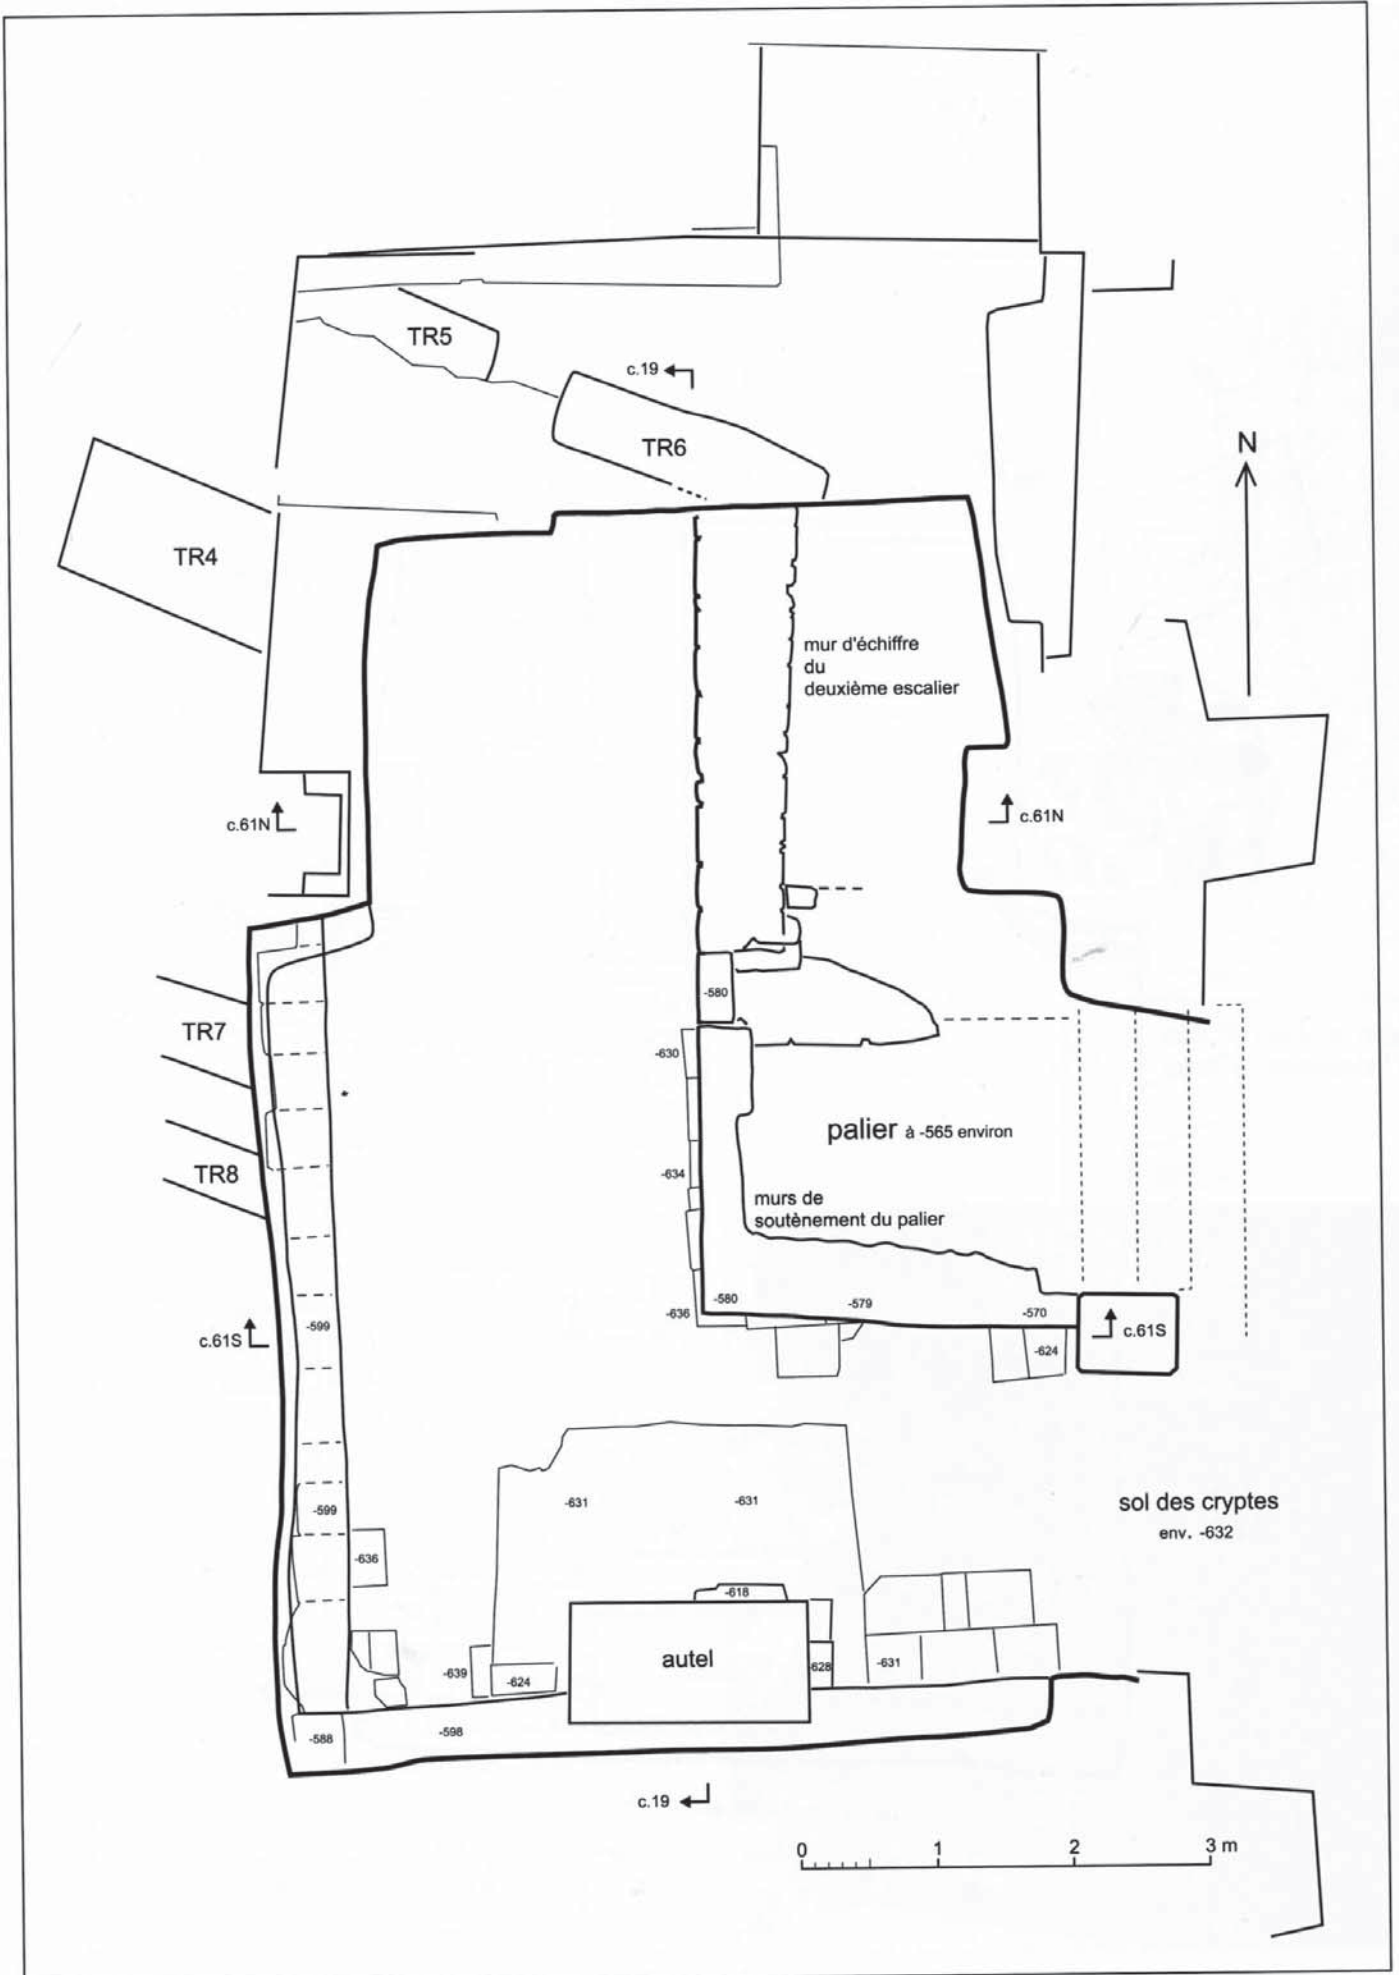 TR5
c.19
TR6
N
TR4
mur d'échiffre
du
deuxième escalier
c.61N
c.61N
-580
TR7
-630
palier à -565 environ
TR8
-634
murs de
soutènement du palier
-580
-579
-570
-636
-599
c.61S
c.61S
-624
-631
-631
sol des cryptes
env. -632
-599
-636
-618
autel
-639
-624
-628
-631
-588
-598
c.19
0 1 2 3 m